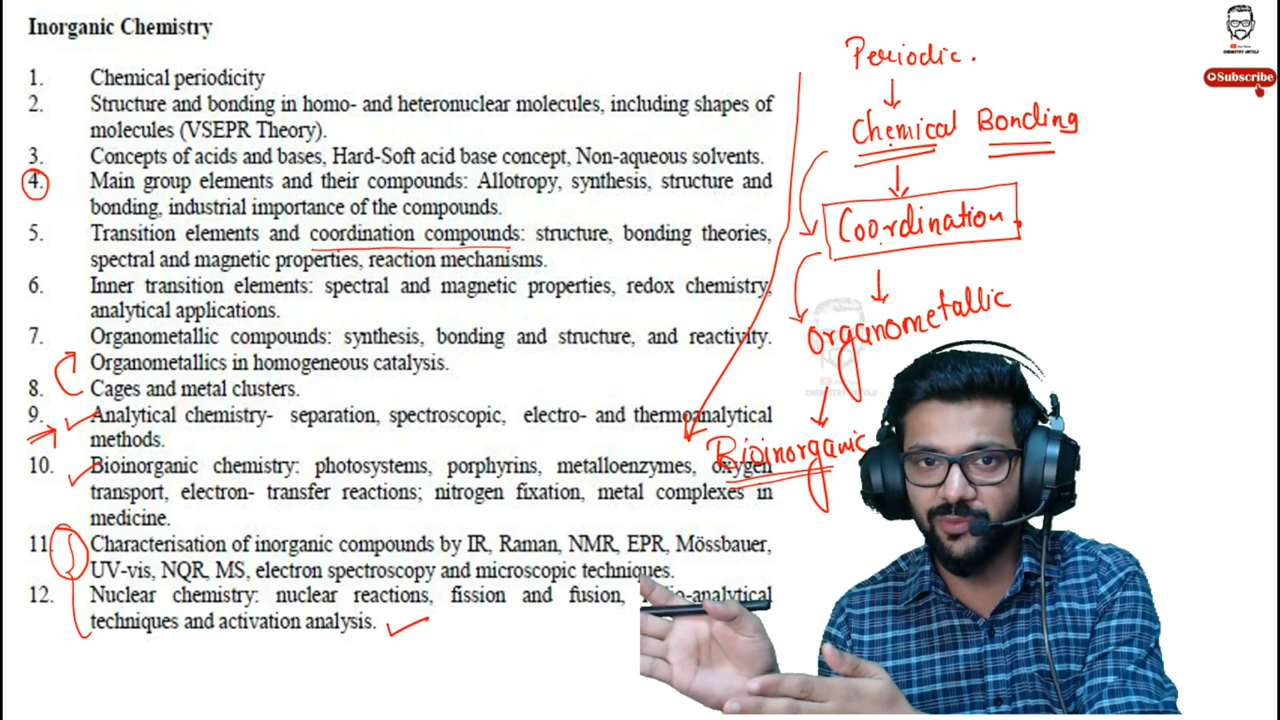 Inorganic Chemistry
1. Chemical periodicity
2. Structure and bonding in homo- and heteronuclear molecules, including shapes of
molecules (VSEPR Theory).
3. Concepts of acids and bases, Hard-Soft acid base concept, Non-aqueous solvents.
4. Main group elements and their compounds: Allotropy, synthesis, structure and
bonding, industrial importance of the compounds.
5. Transition elements and coordination compounds: structure, bonding theories,
spectral and magnetic properties, reaction mechanisms.
6. Inner transition elements: spectral and magnetic properties, redox chemistry,
analytical applications.
7. Organometallic compounds: synthesis, bonding and structure, and reactivity.
Organometallics in homogeneous catalysis.
8. Cages and metal clusters.
9. Analytical chemistry- separation, spectroscopic, electro- and thermoanalytical
methods.
10. Bioinorganic chemistry: photosystems, porphyrins, metalloenzymes, oxygen
transport, electron- transfer reactions; nitrogen fixation, metal complexes in
medicine.
11. Characterisation of inorganic compounds by IR, Raman, NMR, EPR, Mössbauer,
UV-vis, NQR, MS, electron spectroscopy and microscopic techniques.
12. Nuclear chemistry: nuclear reactions, fission and fusion, -analytical
techniques and activation analysis.
Periodic.
Chemical Bonding
Coordination.
Organometallic
Bioinorganic
CHEMISTRY UNTOLD
Subscribe
CHEMISTRY UNTOLD